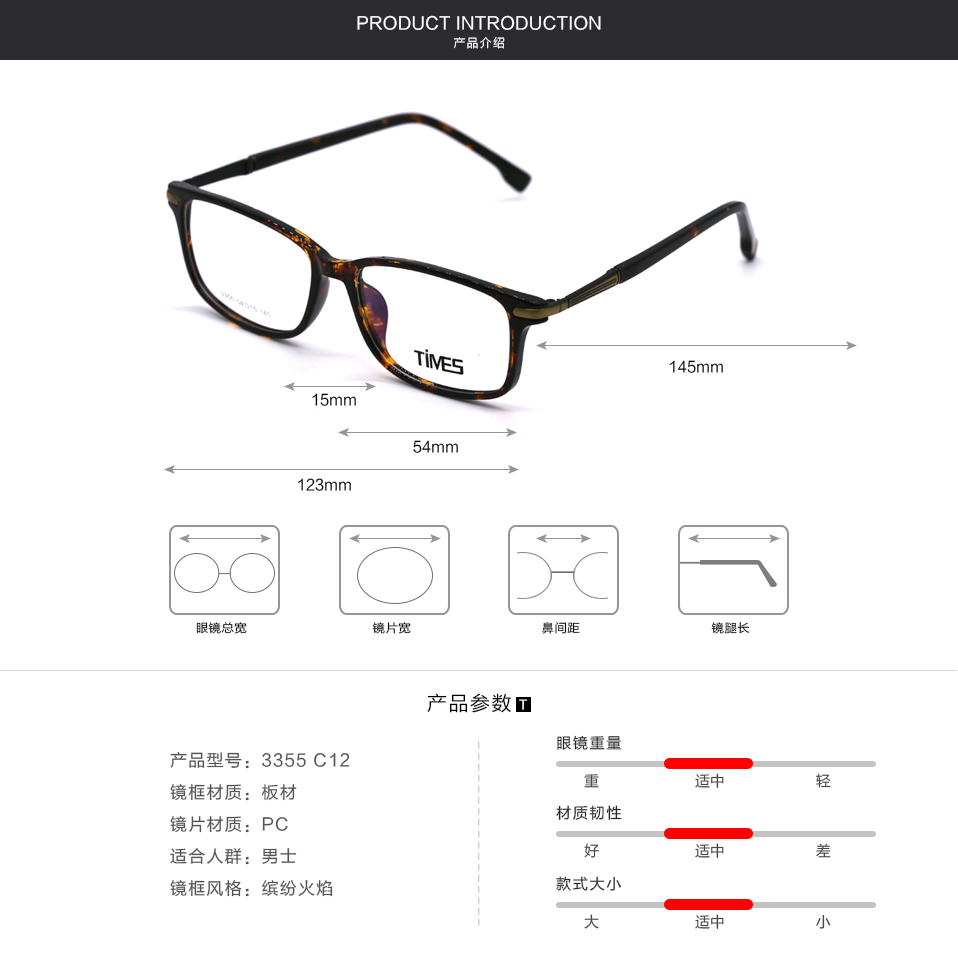 PRODUCT INTRODUCTION
产品介绍
3355 54□15-140
TiMES
145mm
15mm
54mm
123mm
眼镜总宽
镜片宽
鼻间距
镜腿长
产品参数 T
产品型号：3355 C12
镜框材质：板材
镜片材质：PC
适合人群：男士
镜框风格：缤纷火焰
眼镜重量
重 适中 轻
材质韧性
好 适中 差
款式大小
大 适中 小